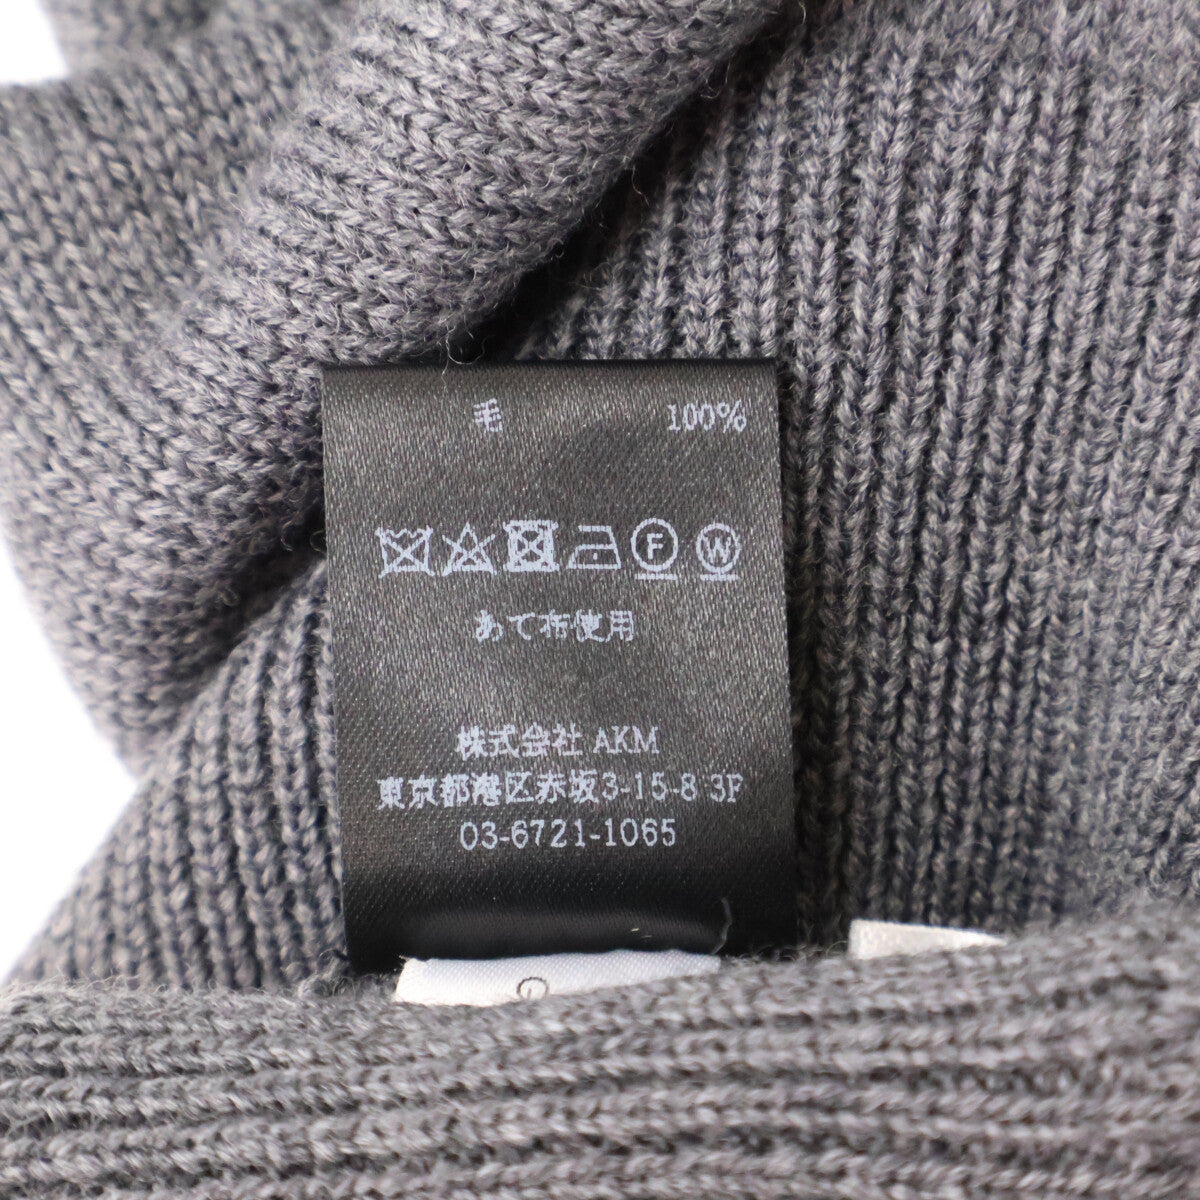 毛 100%
F W
あて布使用
株式会社 AKM
東京都港区赤坂3-15-8 3F
03-6721-1065